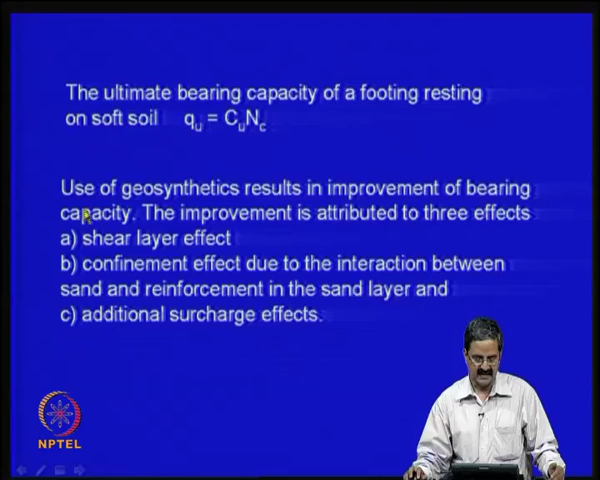 The ultimate bearing capacity of a footing resting
on soft soil qu = CuNc
Use of geosynthetics results in improvement of bearing
capacity. The improvement is attributed to three effects
a) shear layer effect
b) confinement effect due to the interaction between
sand and reinforcement in the sand layer and
c) additional surcharge effects.
NPTEL